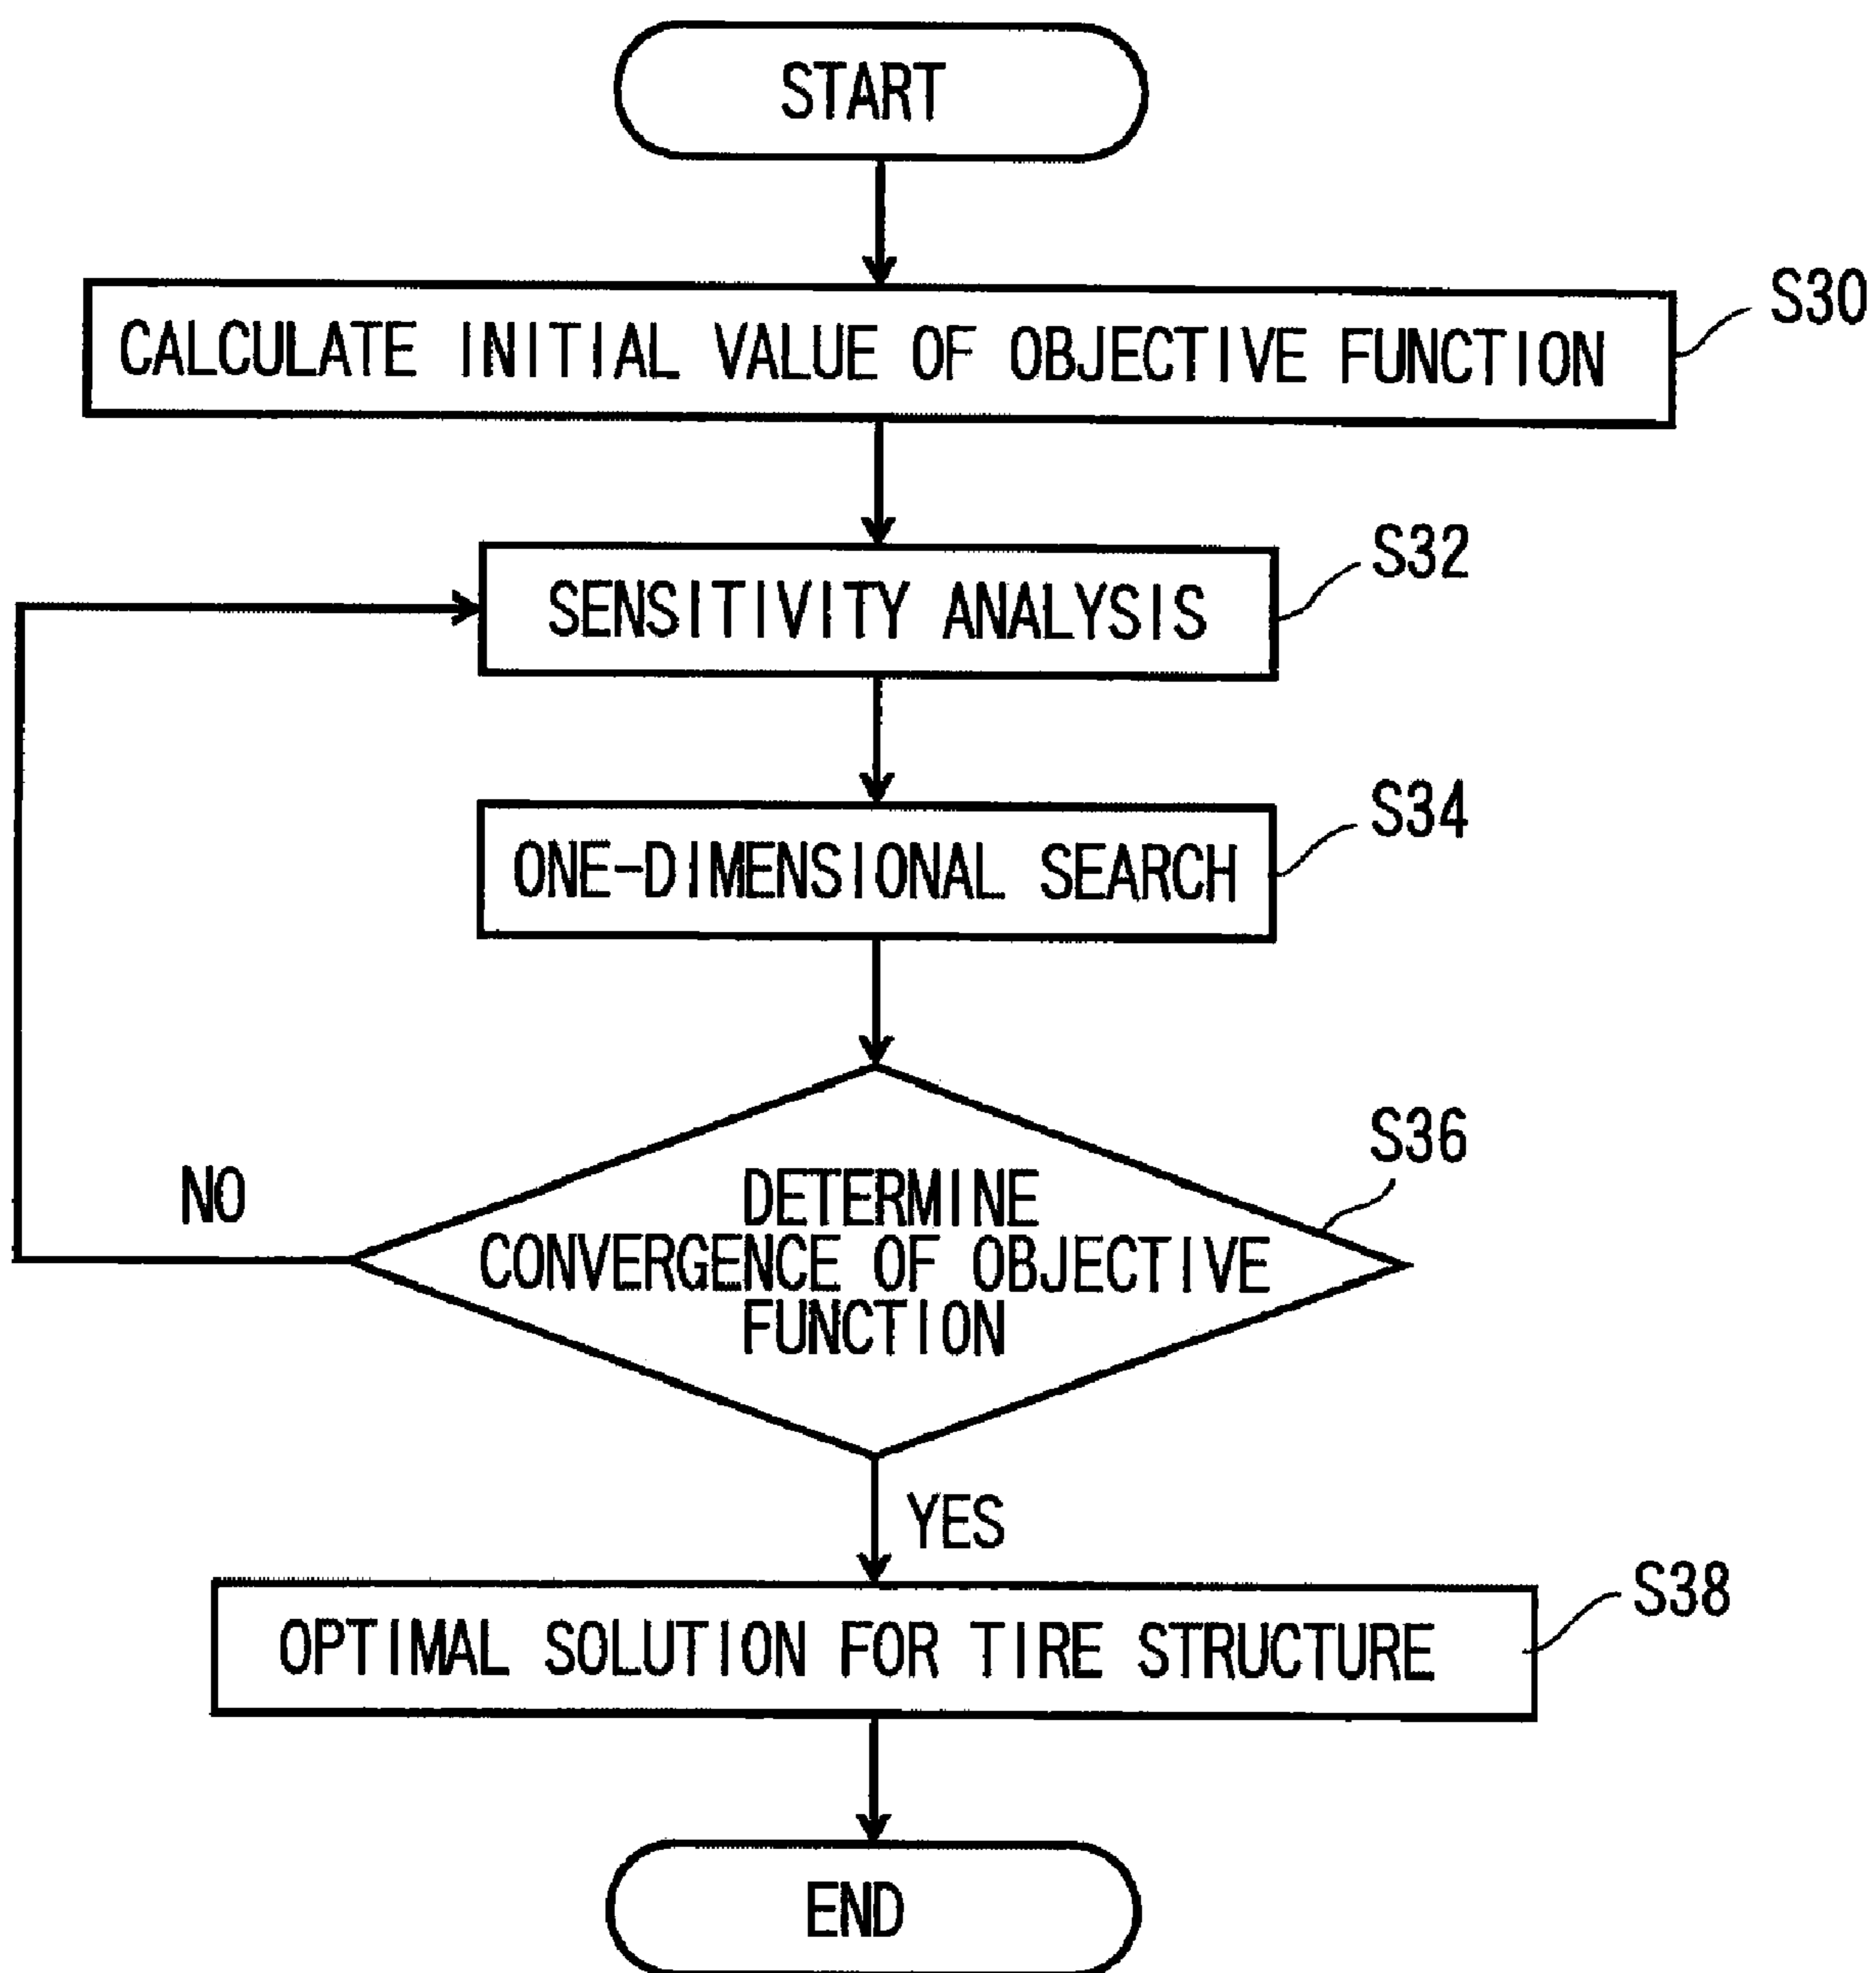 START
CALCULATE INITIAL VALUE OF OBJECTIVE FUNCTION
S30
SENSITIVITY ANALYSIS
S32
ONE-DIMENSIONAL SEARCH
S34
DETERMINE
CONVERGENCE OF OBJECTIVE
FUNCTION
S36
NO
YES
OPTIMAL SOLUTION FOR TIRE STRUCTURE
S38
END